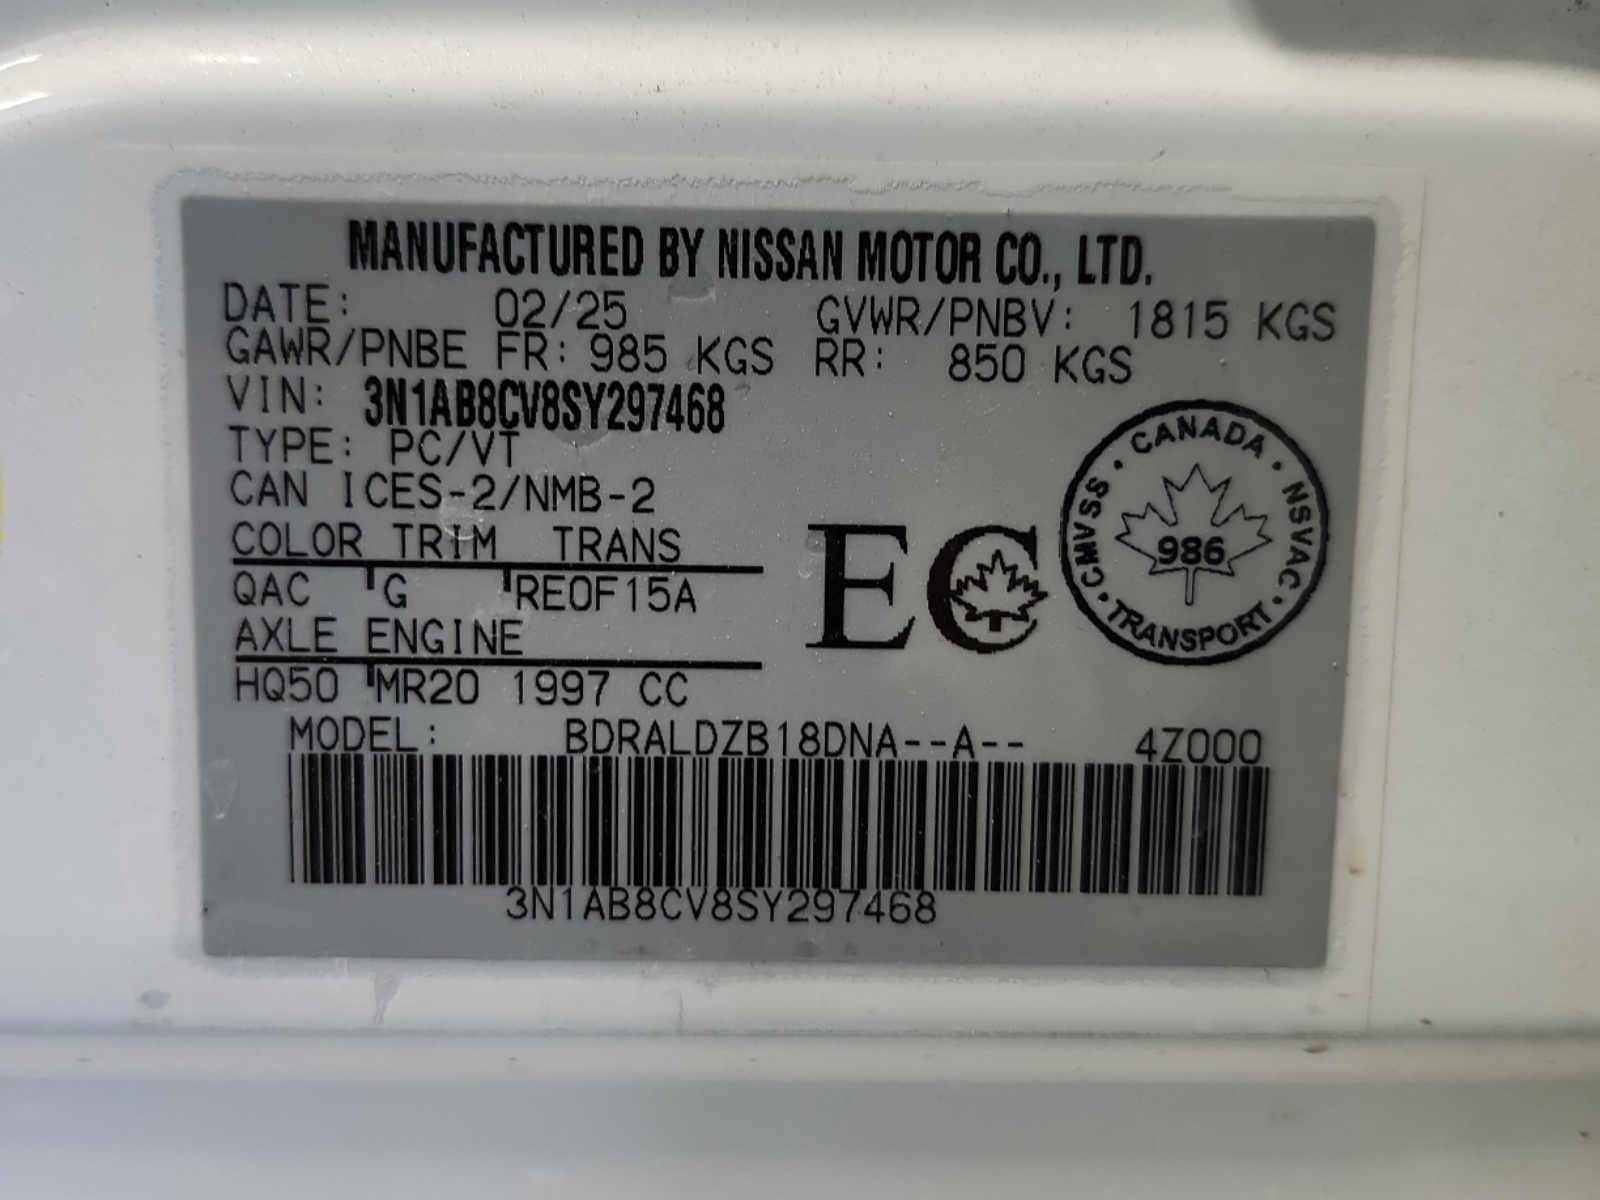 MANUFACTURED BY NISSAN MOTOR CO., LTD.
DATE: 02/25 GVWR/PNBV: 1815 KGS
GAWR/PNBE FR: 985 KGS RR: 850 KGS
VIN: 3N1AB8CV8SY297468
TYPE: PC/VT
CAN ICES-2/NMB-2
COLOR TRIM TRANS
QAC G RE0F15A
AXLE ENGINE
HQ50 MR20 1997 CC
EC
CANADA · NSVAC · TRANSPORT · CMVSS ·
986
MODEL: BDRALDZB18DNA--A-- 4Z000
3N1AB8CV8SY297468